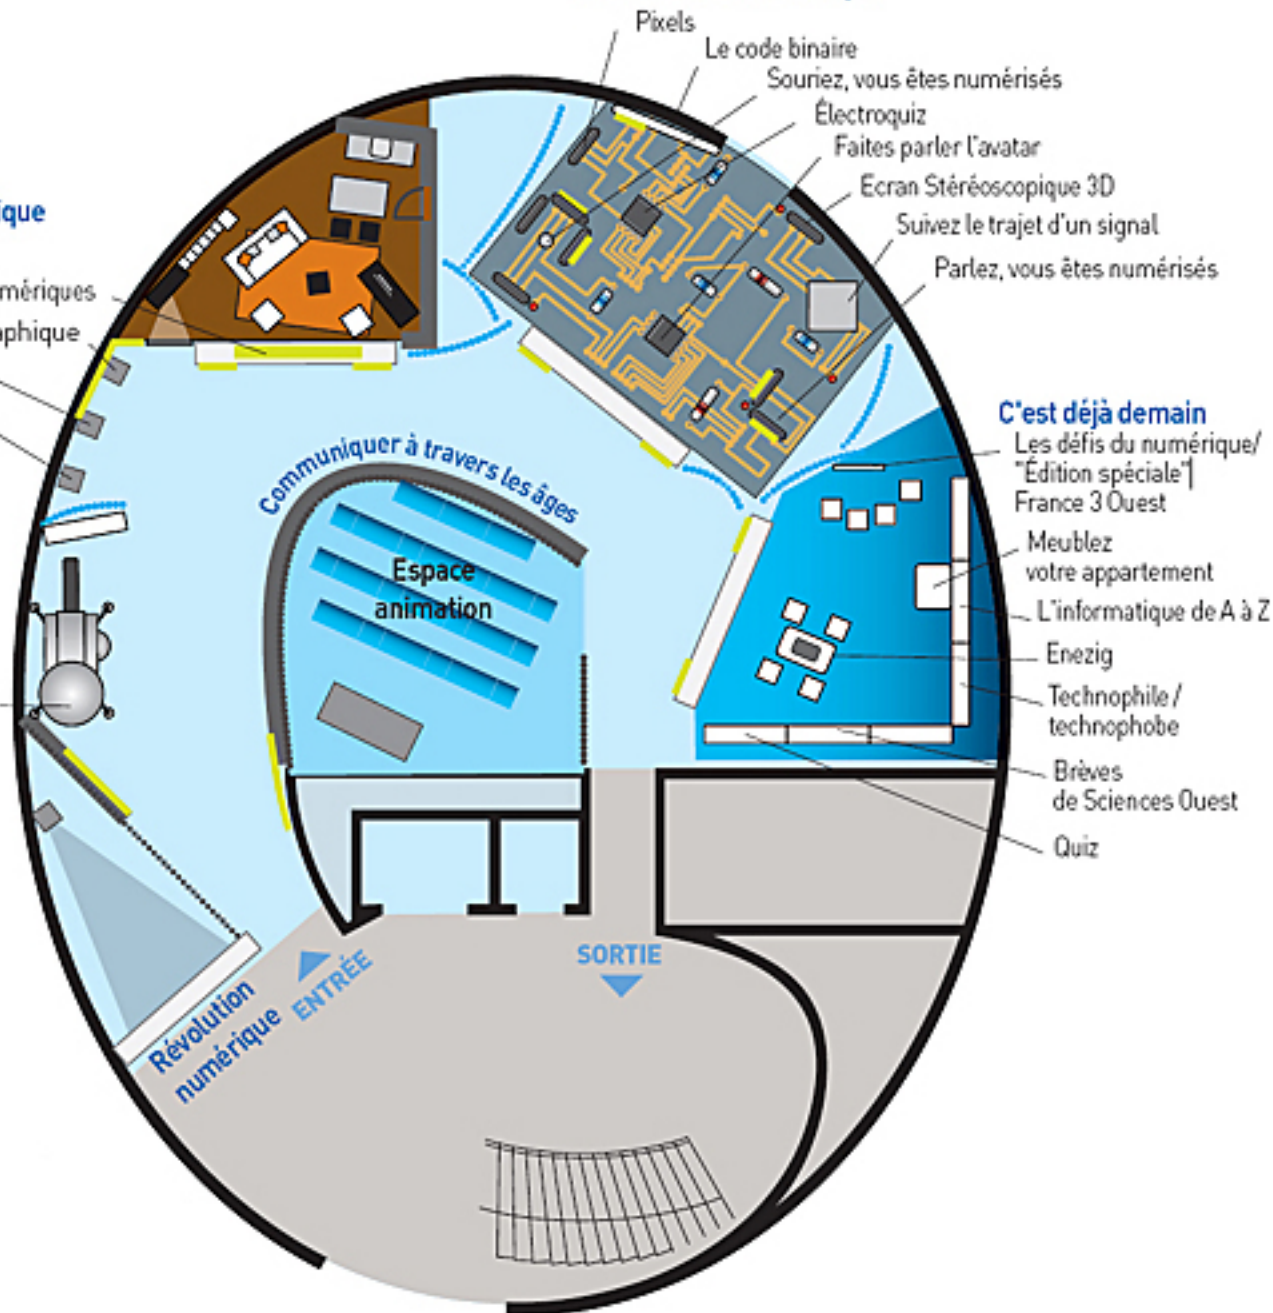 Pixels
Le code binaire
Souriez, vous êtes numérisés
Électroquiz
Faites parler l'avatar
Ecran Stéréoscopique 3D
Suivez le trajet d'un signal
Parlez, vous êtes numérisés
ique
mériques
aphique
C'est déjà demain
Les défis du numérique/
"Édition spéciale"
France 3 Ouest
Meublez
votre appartement
L'informatique de A à Z
Enezig
Technophile/
technophobe
Brèves
de Sciences Ouest
Quiz
Communiquer à travers les âges
Espace
animation
SORTIE
ENTRÉE
Révolution
numérique